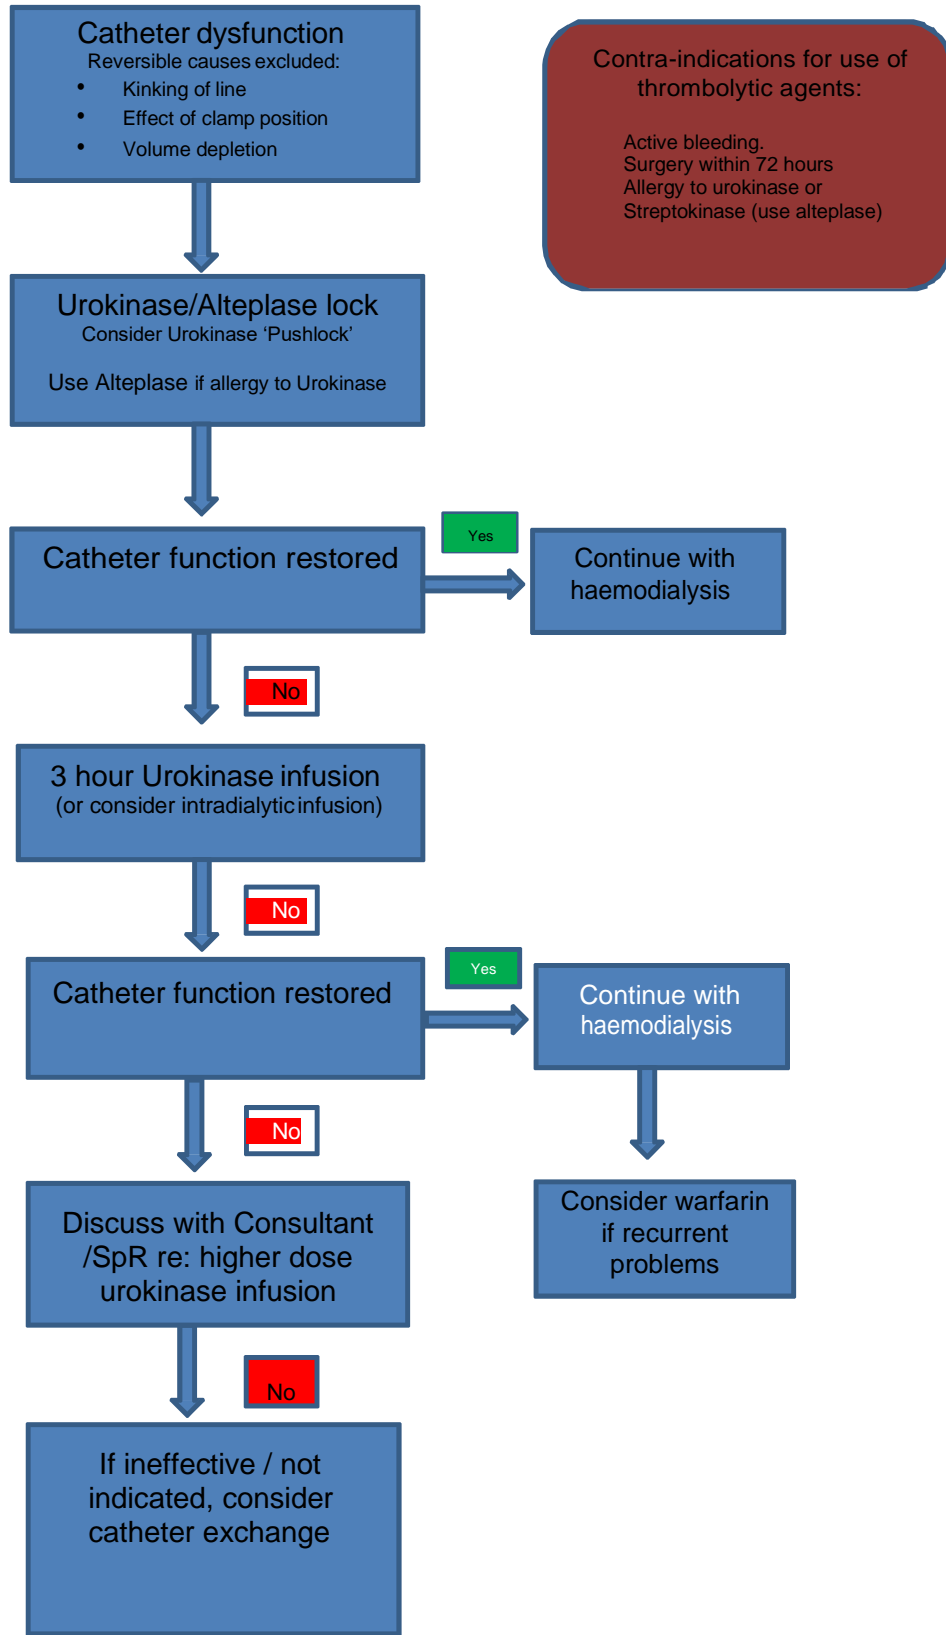 Catheter dysfunction
Reversible causes excluded:
• Kinking of line
• Effect of clamp position
• Volume depletion
Contra-indications for use of
thrombolytic agents:
Active bleeding.
Surgery within 72 hours
Allergy to urokinase or
Streptokinase (use alteplase)
Urokinase/Alteplase lock
Consider Urokinase ‘Pushlock’
Use Alteplase if allergy to Urokinase
Catheter function restored
Yes
Continue with
haemodialysis
No
3 hour Urokinase infusion
(or consider intradialytic infusion)
No
Catheter function restored
Yes
Continue with
haemodialysis
No
Consider warfarin
if recurrent
problems
Discuss with Consultant
/SpR re: higher dose
urokinase infusion
No
If ineffective / not
indicated, consider
catheter exchange